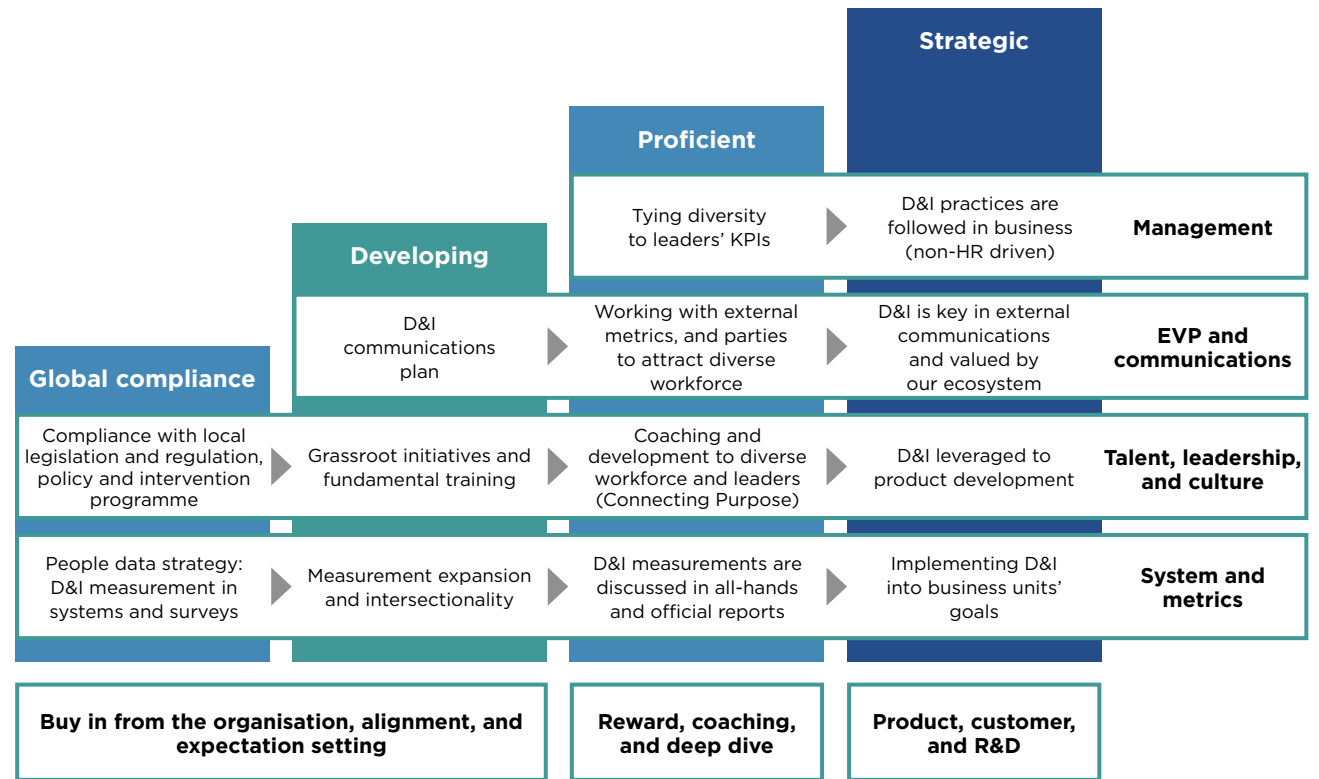 Strategic
Proficient
Tying diversity
to leaders’ KPIs
D&I practices are
followed in business
(non-HR driven)
Management
Developing
D&I
communications
plan
Working with external
metrics, and parties
to attract diverse
workforce
D&I is key in external
communications
and valued by
our ecosystem
EVP and
communications
Global compliance
Compliance with local
legislation and regulation,
policy and intervention
programme
Grassroot initiatives and
fundamental training
Coaching and
development to diverse
workforce and leaders
(Connecting Purpose)
D&I leveraged to
product development
Talent, leadership,
and culture
People data strategy:
D&I measurement in
systems and surveys
Measurement expansion
and intersectionality
D&I measurements are
discussed in all-hands
and official reports
Implementing D&I
into business units’
goals
System and
metrics
Buy in from the organisation, alignment, and
expectation setting
Reward, coaching,
and deep dive
Product, customer,
and R&D